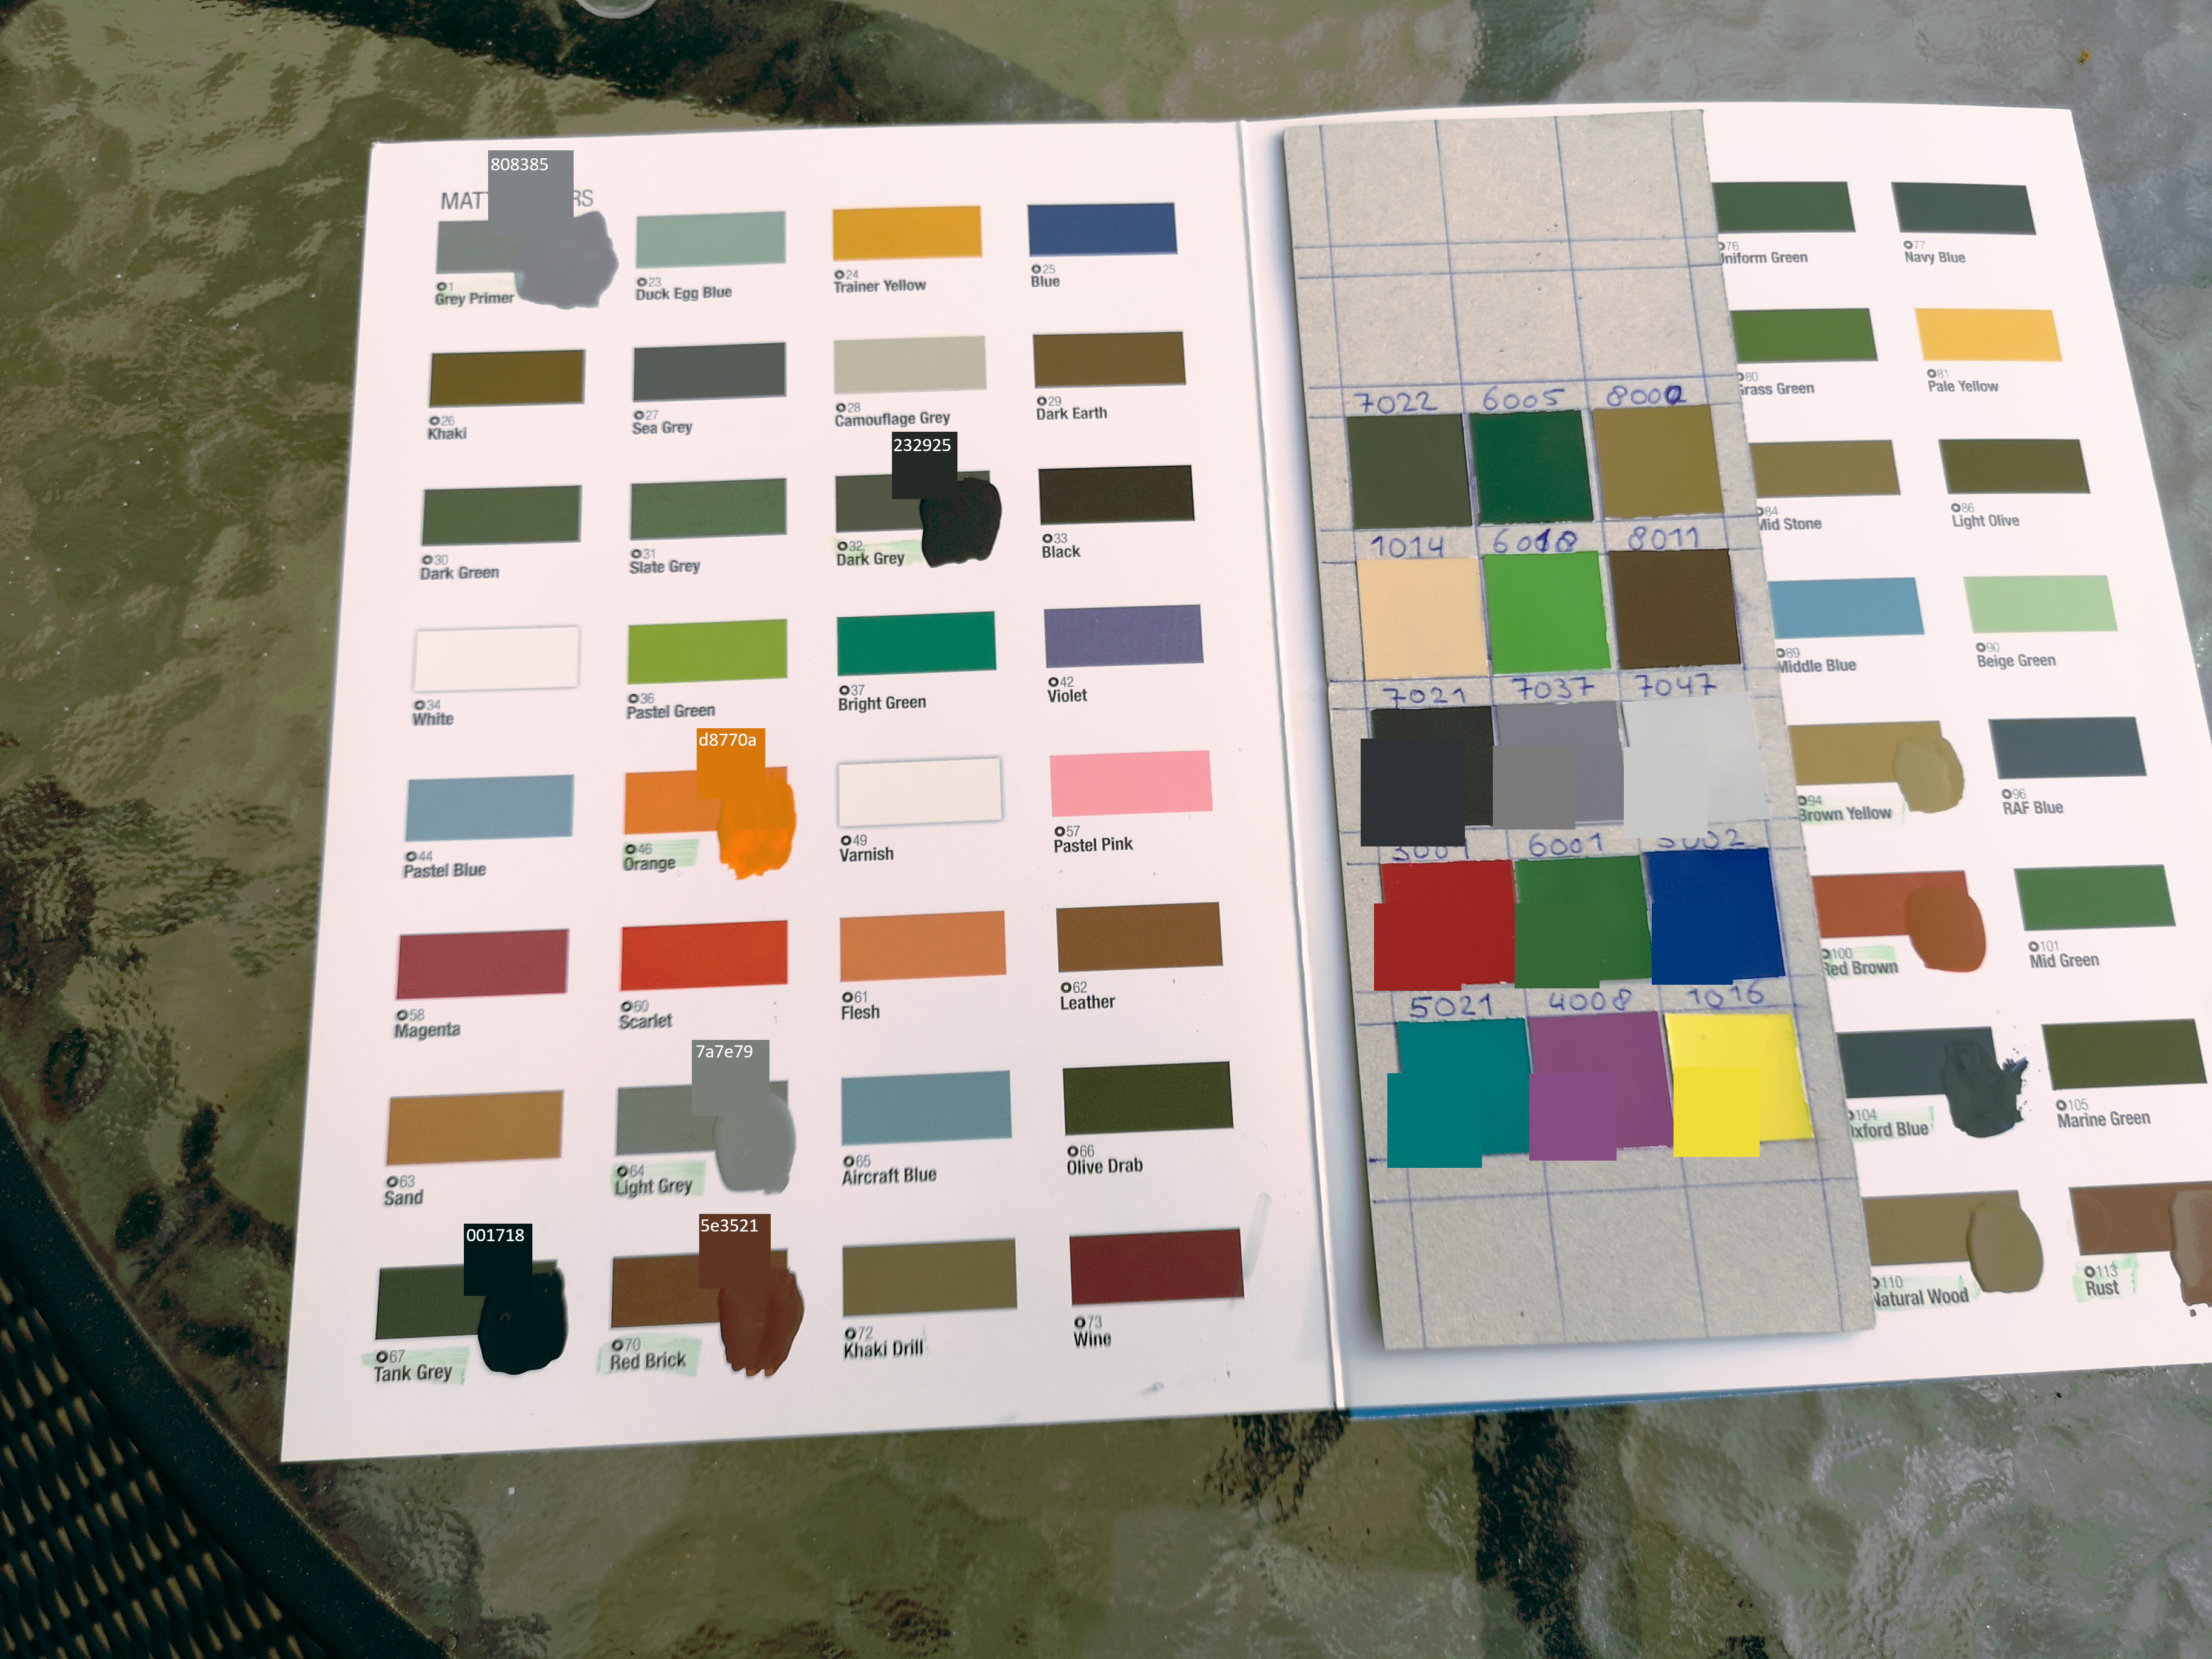 808385
MAT RS
1
Grey Primer
23
Duck Egg Blue
24
Trainer Yellow
25
Blue
26
Khaki
27
Sea Grey
28
Camouflage Grey
29
Dark Earth
232925
30
Dark Green
31
Slate Grey
32
Dark Grey
33
Black
34
White
36
Pastel Green
37
Bright Green
42
Violet
d8770a
44
Pastel Blue
46
Orange
49
Varnish
57
Pastel Pink
58
Magenta
60
Scarlet
61
Flesh
62
Leather
7a7e79
63
Sand
64
Light Grey
65
Aircraft Blue
66
Olive Drab
001718
5e3521
67
Tank Grey
70
Red Brick
72
Khaki Drill
73
Wine
7022 6005 8000
1014 6018 8011
7021 7037 7047
3001 6001 5002
5021 4008 1016
76
Uniform Green
77
Navy Blue
80
Grass Green
81
Pale Yellow
84
Mid Stone
86
Light Olive
89
Middle Blue
90
Beige Green
94
Brown Yellow
96
RAF Blue
100
Red Brown
101
Mid Green
104
Oxford Blue
105
Marine Green
110
Natural Wood
113
Rust